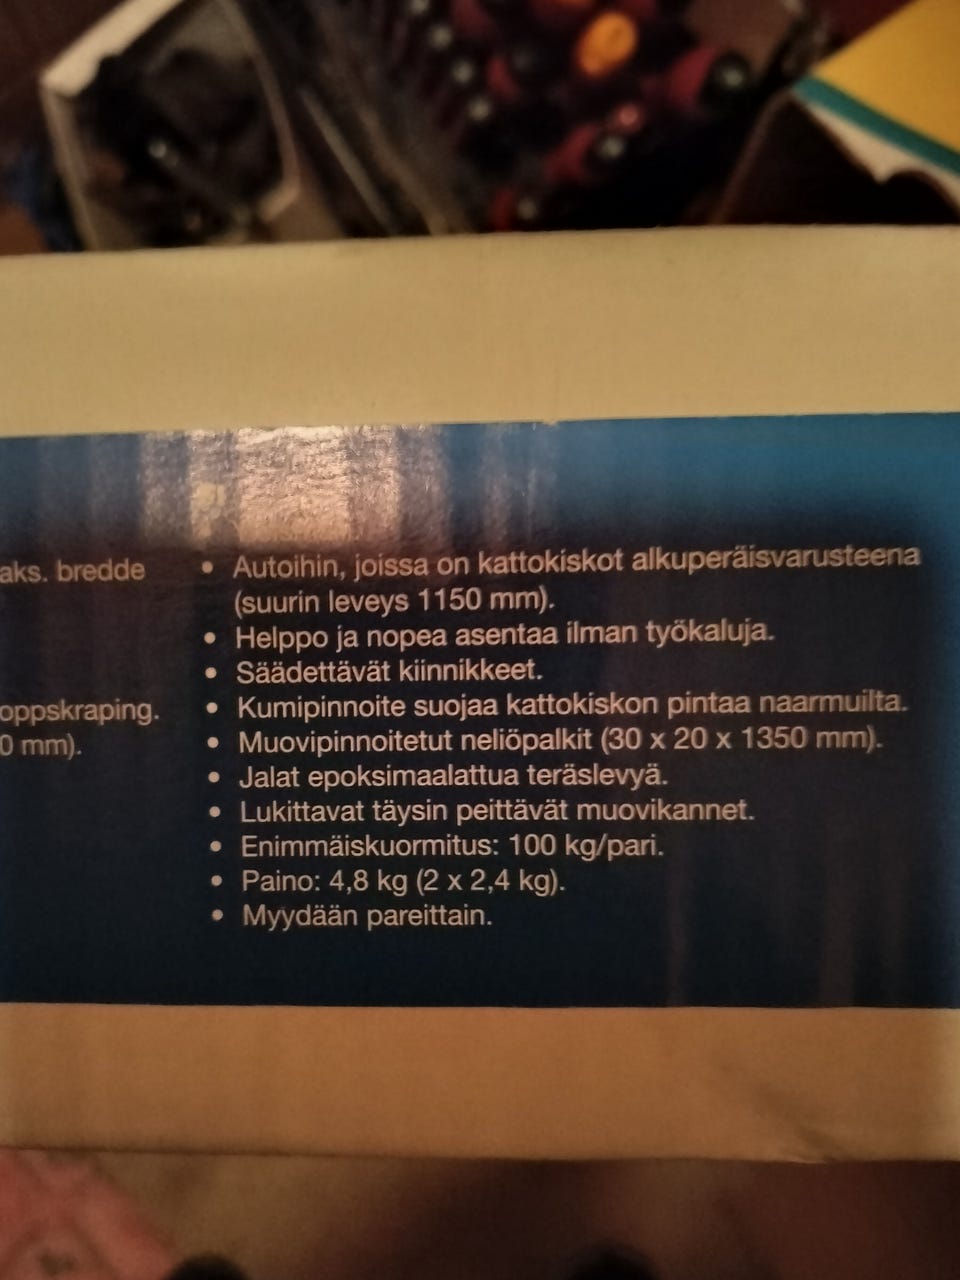 aks. bredde
oppskraping.
0 mm).
• Autoihin, joissa on kattokiskot alkuperäisvarusteena
(suurin leveys 1150 mm).
• Helppo ja nopea asentaa ilman työkaluja.
• Säädettävät kiinnikkeet.
• Kumipinnoite suojaa kattokiskon pintaa naarmuilta.
• Muovipinnoitetut neliöpalkit (30 x 20 x 1350 mm).
• Jalat epoksimaalattua teräslevyä.
• Lukittavat täysin peittävät muovikannet.
• Enimmäiskuormitus: 100 kg/pari.
• Paino: 4,8 kg (2 x 2,4 kg).
• Myydään pareittain.